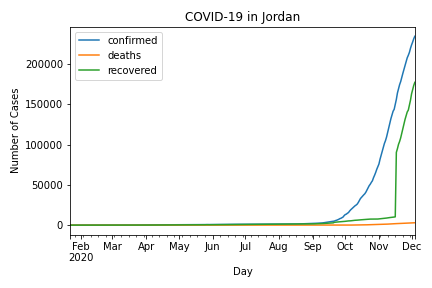 COVID-19 in Jordan
confirmed
deaths
recovered
Number of Cases
200000
150000
100000
50000
0
Feb Mar Apr May Jun Jul Aug Sep Oct Nov Dec
2020
Day